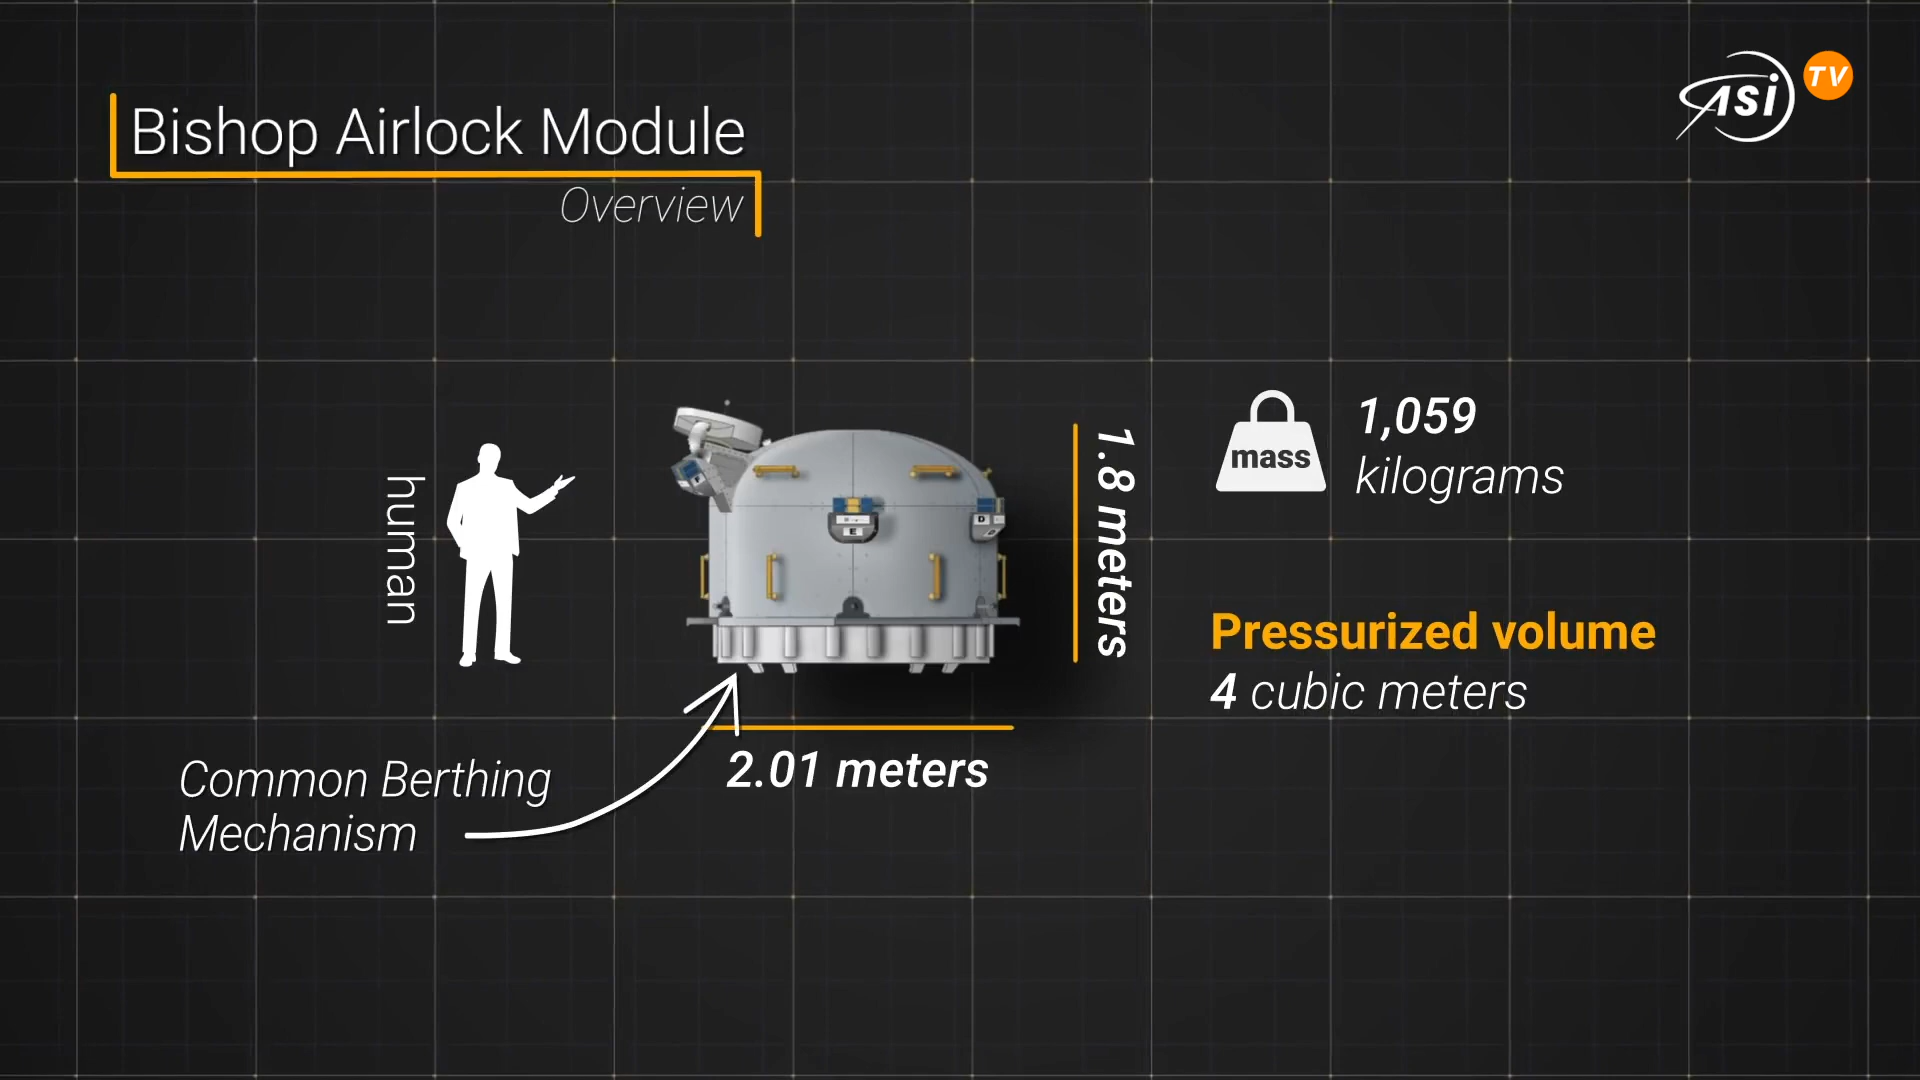 Bishop Airlock Module
Overview
ASI
TV
human
1.8 meters
mass
1,059
kilograms
E
D
Pressurized volume
4 cubic meters
2.01 meters
Common Berthing
Mechanism